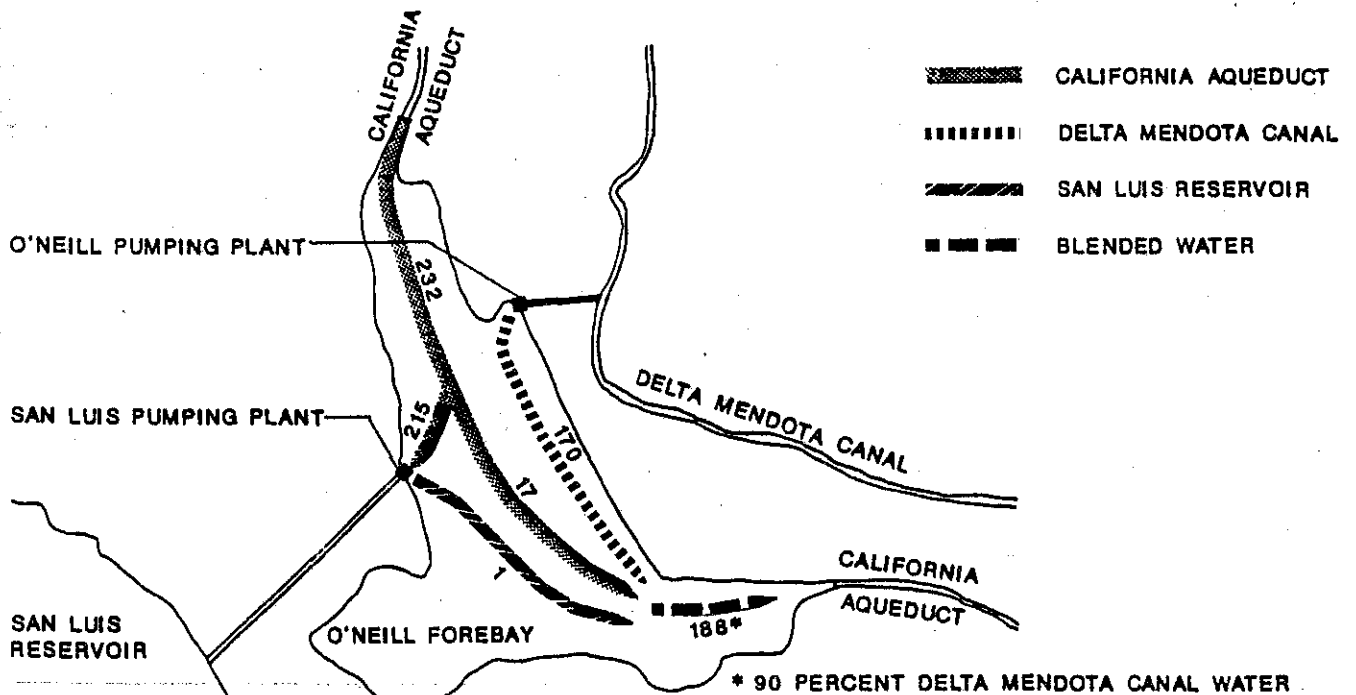 CALIFORNIA
AQUEDUCT
CALIFORNIA AQUEDUCT
DELTA MENDOTA CANAL
SAN LUIS RESERVOIR
BLENDED WATER
O'NEILL PUMPING PLANT
232
SAN LUIS PUMPING PLANT
215
170
DELTA MENDOTA CANAL
17
1
CALIFORNIA
AQUEDUCT
188*
SAN LUIS
RESERVOIR
O'NEILL FOREBAY
* 90 PERCENT DELTA MENDOTA CANAL WATER